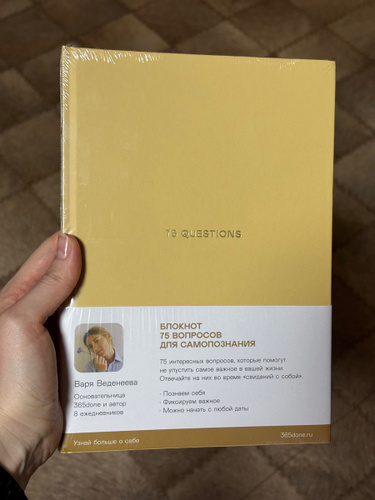 75 QUESTIONS
БЛОКНОТ
75 ВОПРОСОВ
ДЛЯ САМОПОЗНАНИЯ
75 интересных вопросов, которые помогут
не упустить самое важное в вашей жизни.
Отвечайте на них во время «свиданий с собой».
· Познаем себя
· Фиксируем важное
· Можно начать с любой даты
Варя Веденеева
Основательница
365done и автор
8 ежедневников
Узнай больше о себе
365done.ru